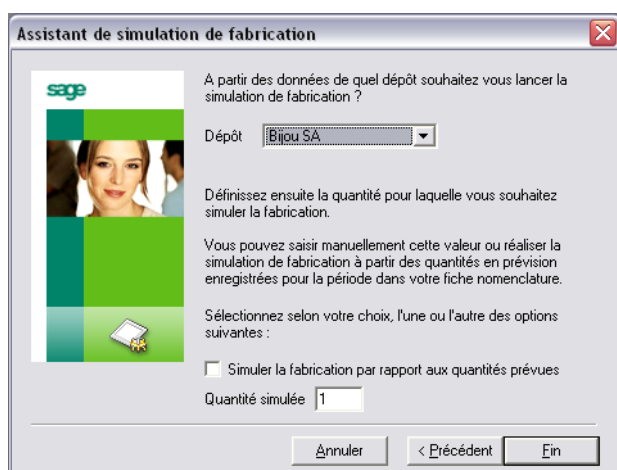 Assistant de simulation de fabrication
sage
A partir des données de quel dépôt souhaitez vous lancer la
simulation de fabrication ?
Dépôt Bijou SA
Définissez ensuite la quantité pour laquelle vous souhaitez
simuler la fabrication.
Vous pouvez saisir manuellement cette valeur ou réaliser la
simulation de fabrication à partir des quantités en prévision
enregistrées pour la période dans votre fiche nomenclature.
Sélectionnez selon votre choix, l'une ou l'autre des options
suivantes :
Simuler la fabrication par rapport aux quantités prévues
Quantité simulée 1
Annuler < Précédent Fin